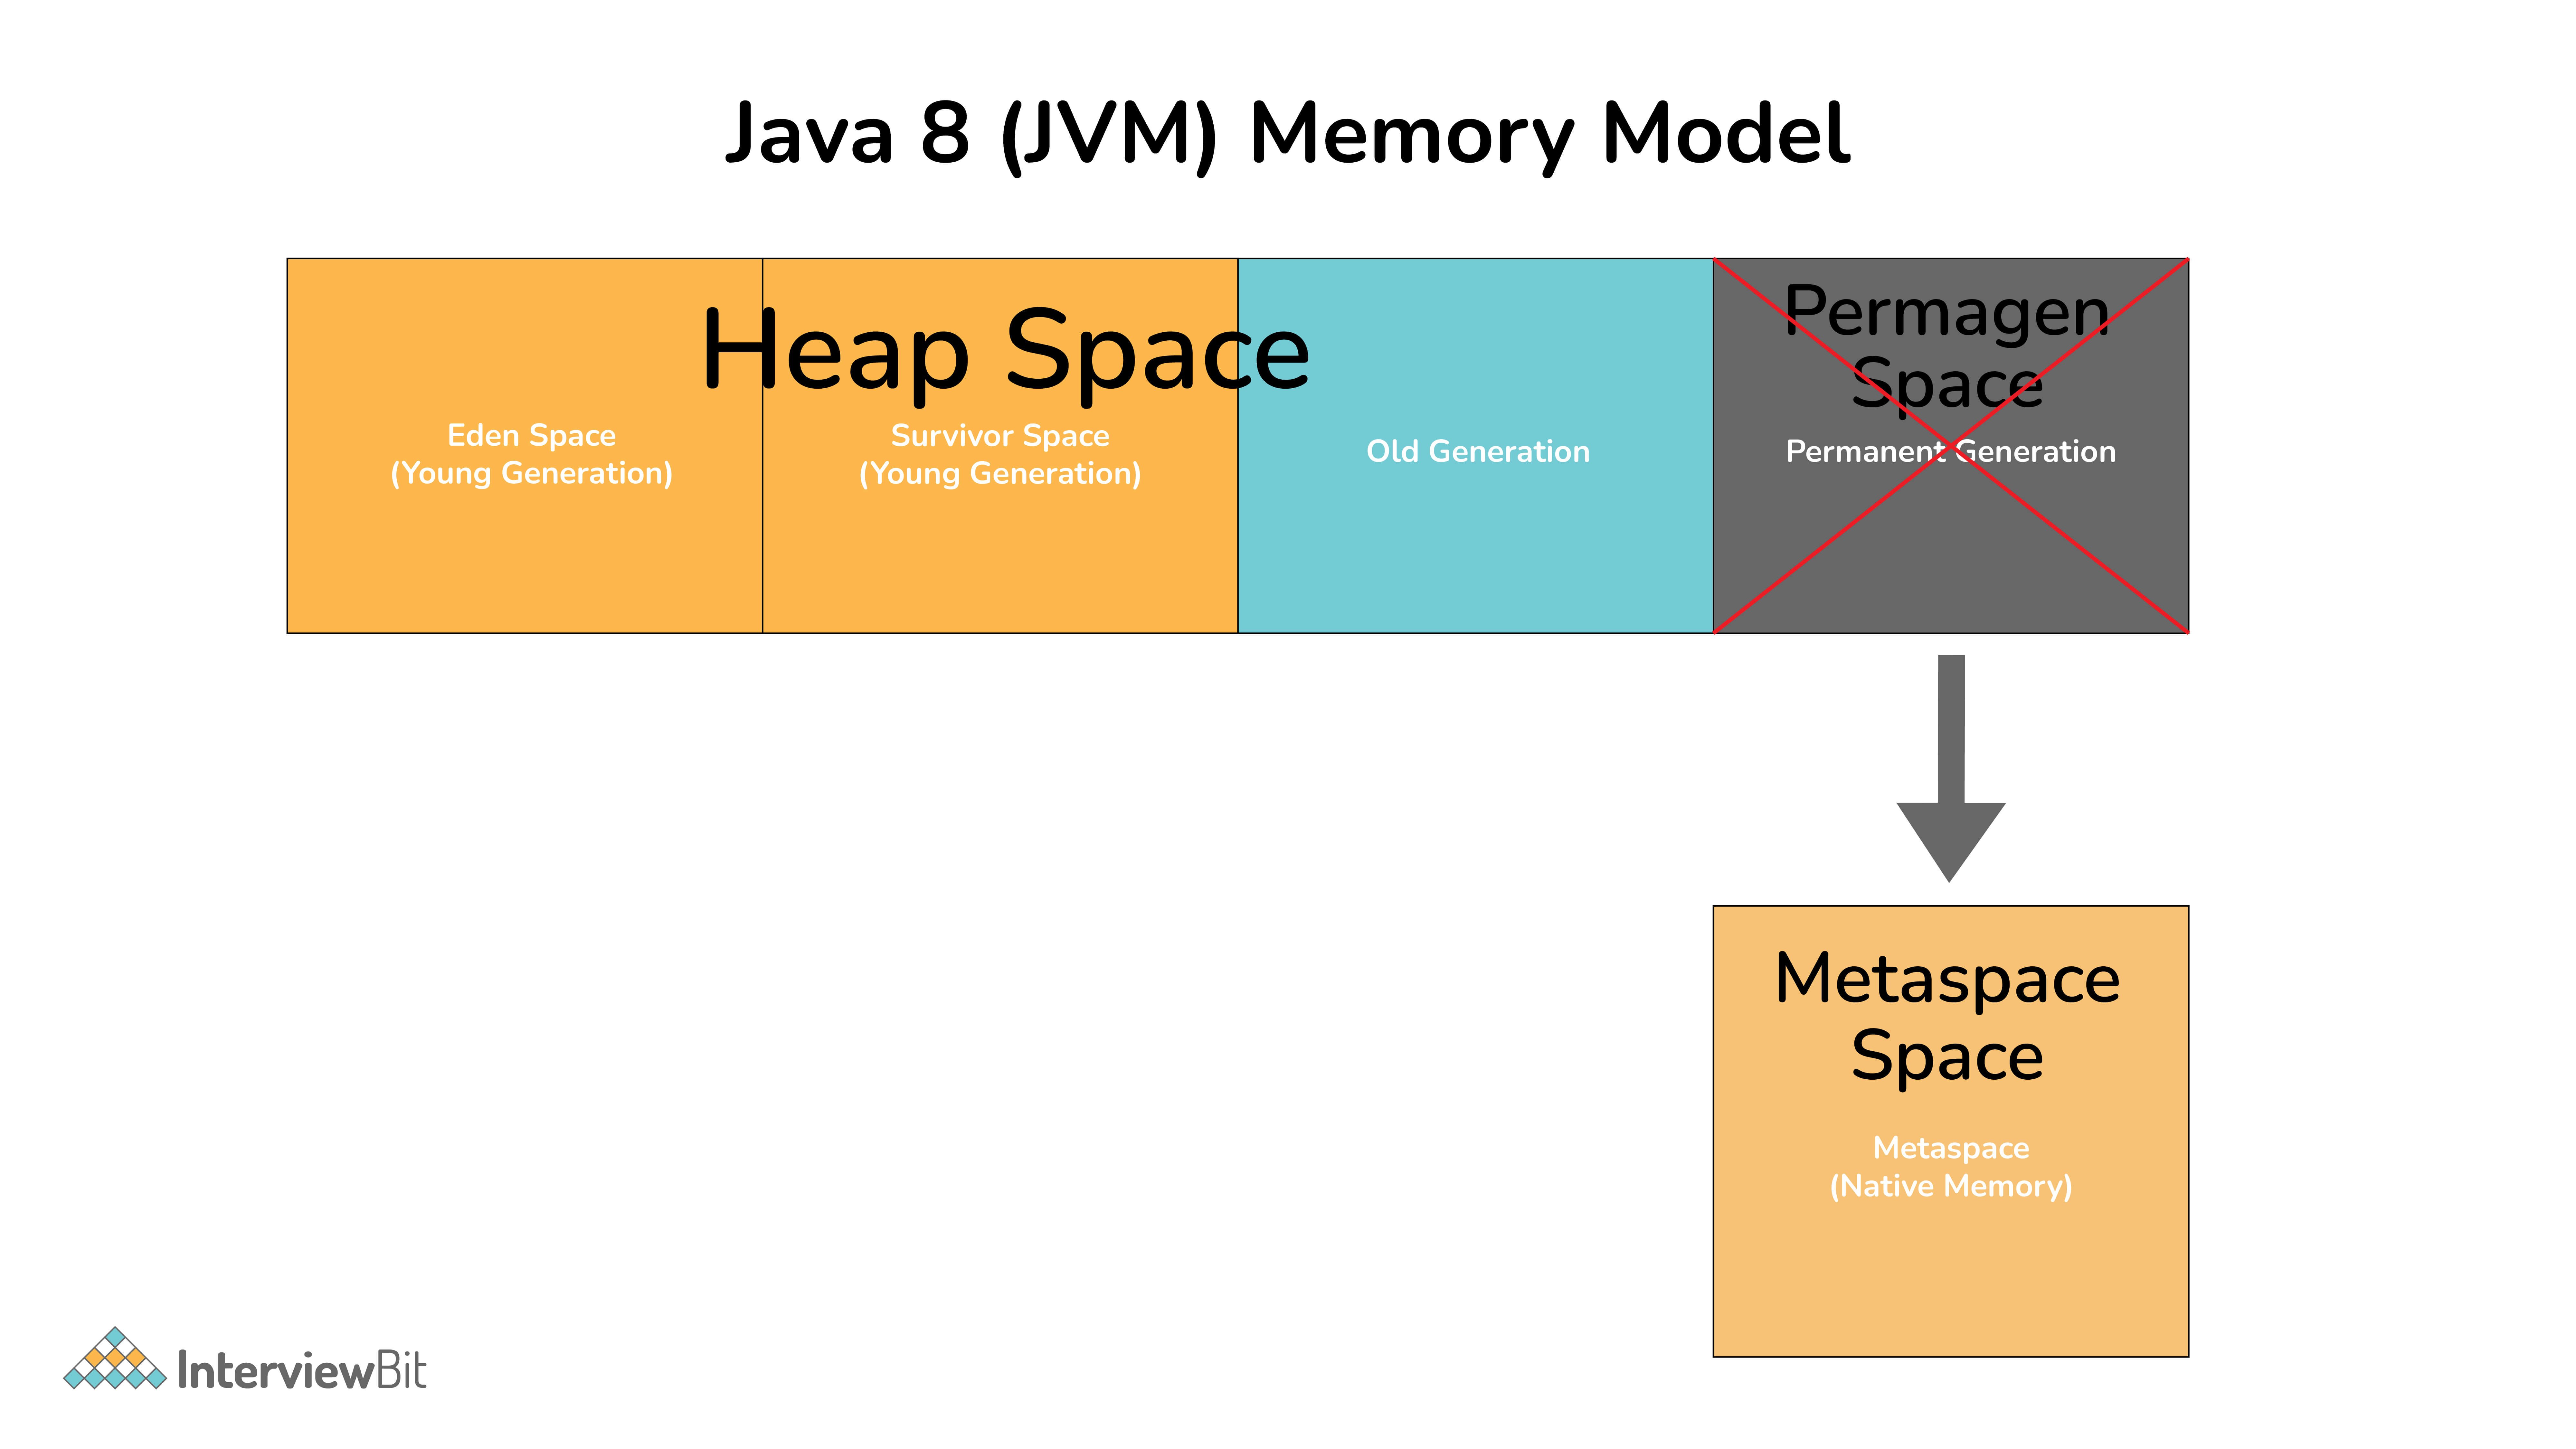 Java 8 (JVM) Memory Model
Heap Space
Eden Space
(Young Generation)
Survivor Space
(Young Generation)
Old Generation
Permagen
Space
Permanent Generation
Metaspace
Space
Metaspace
(Native Memory)
InterviewBit